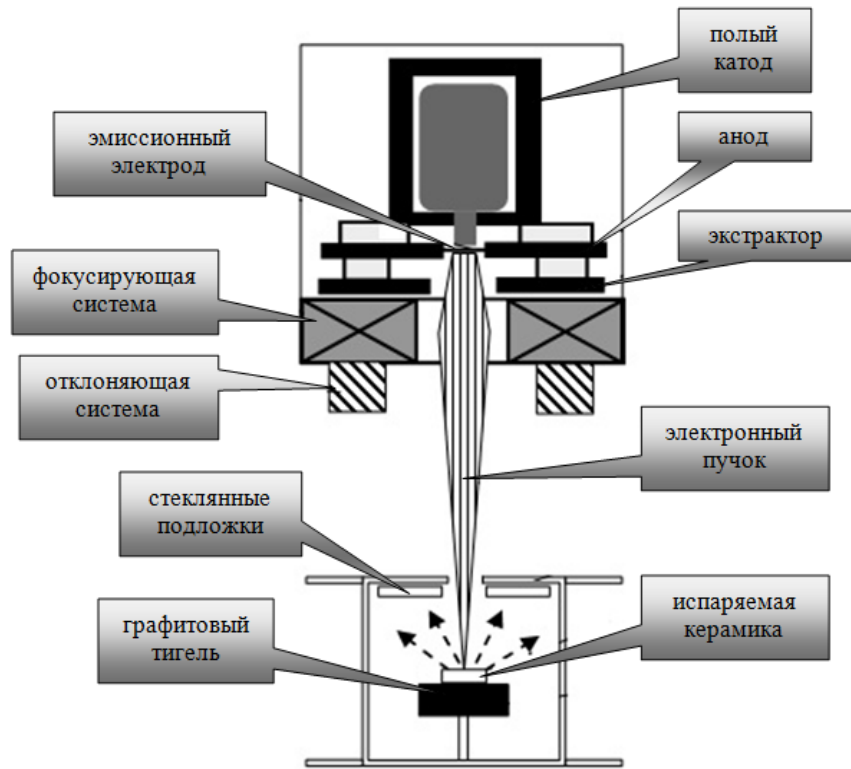 полый
катод
эмиссионный
электрод
анод
экстрактор
фокусирующая
система
отклоняющая
система
электронный
пучок
стеклянные
подложки
испаряемая
керамика
графитовый
тигель